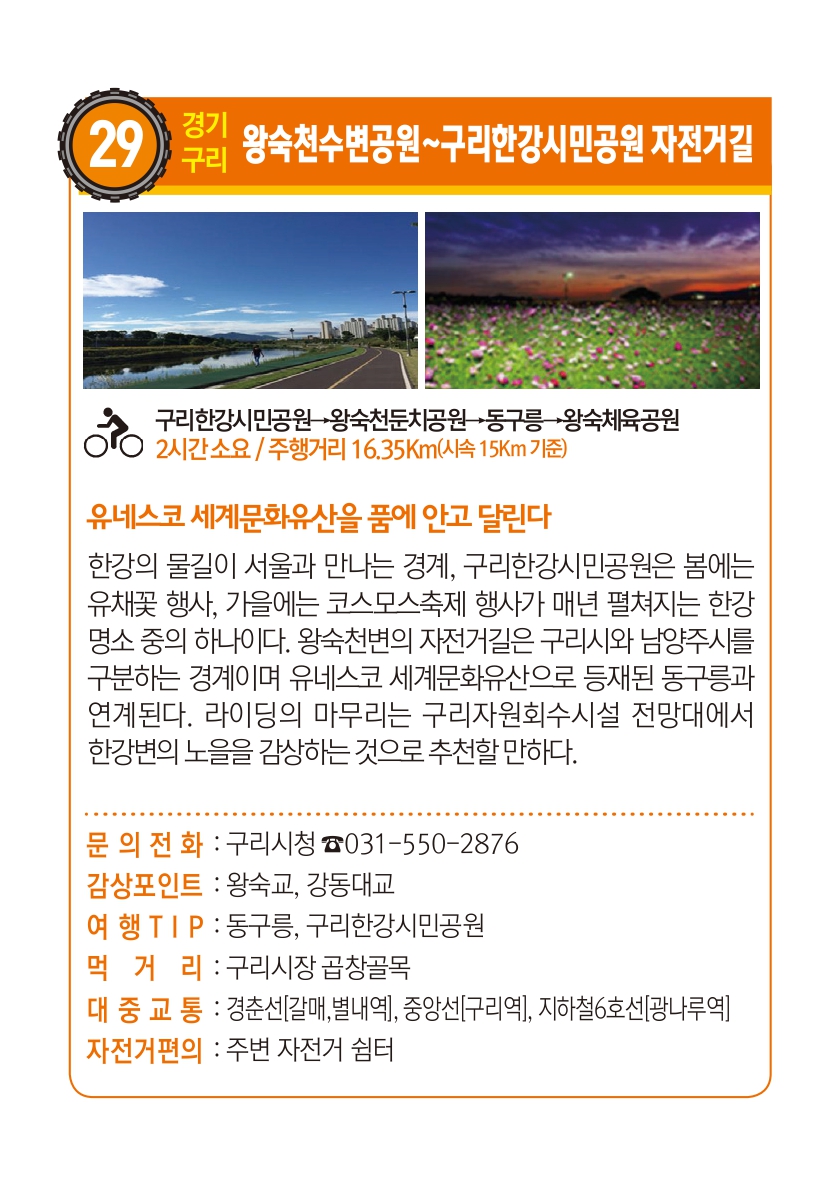 29
경기
구리
왕숙천수변공원~구리한강시민공원 자전거길
구리한강시민공원→왕숙천둔치공원→동구릉→왕숙체육공원
2시간 소요 / 주행거리 16.35Km(시속 15Km 기준)
유네스코 세계문화유산을 품에 안고 달린다
한강의 물길이 서울과 만나는 경계, 구리한강시민공원은 봄에는
유채꽃 행사, 가을에는 코스모스축제 행사가 매년 펼쳐지는 한강
명소 중의 하나이다. 왕숙천변의 자전거길은 구리시와 남양주시를
구분하는 경계이며 유네스코 세계문화유산으로 등재된 동구릉과
연계된다. 라이딩의 마무리는 구리자원회수시설 전망대에서
한강변의 노을을 감상하는 것으로 추천할 만하다.
문 의 전 화 : 구리시청 ☎031-550-2876
감상포인트 : 왕숙교, 강동대교
여 행 T I P : 동구릉, 구리한강시민공원
먹 거 리 : 구리시장 곱창골목
대 중 교 통 : 경춘선[갈매,별내역], 중앙선[구리역], 지하철6호선[광나루역]
자전거편의 : 주변 자전거 쉼터